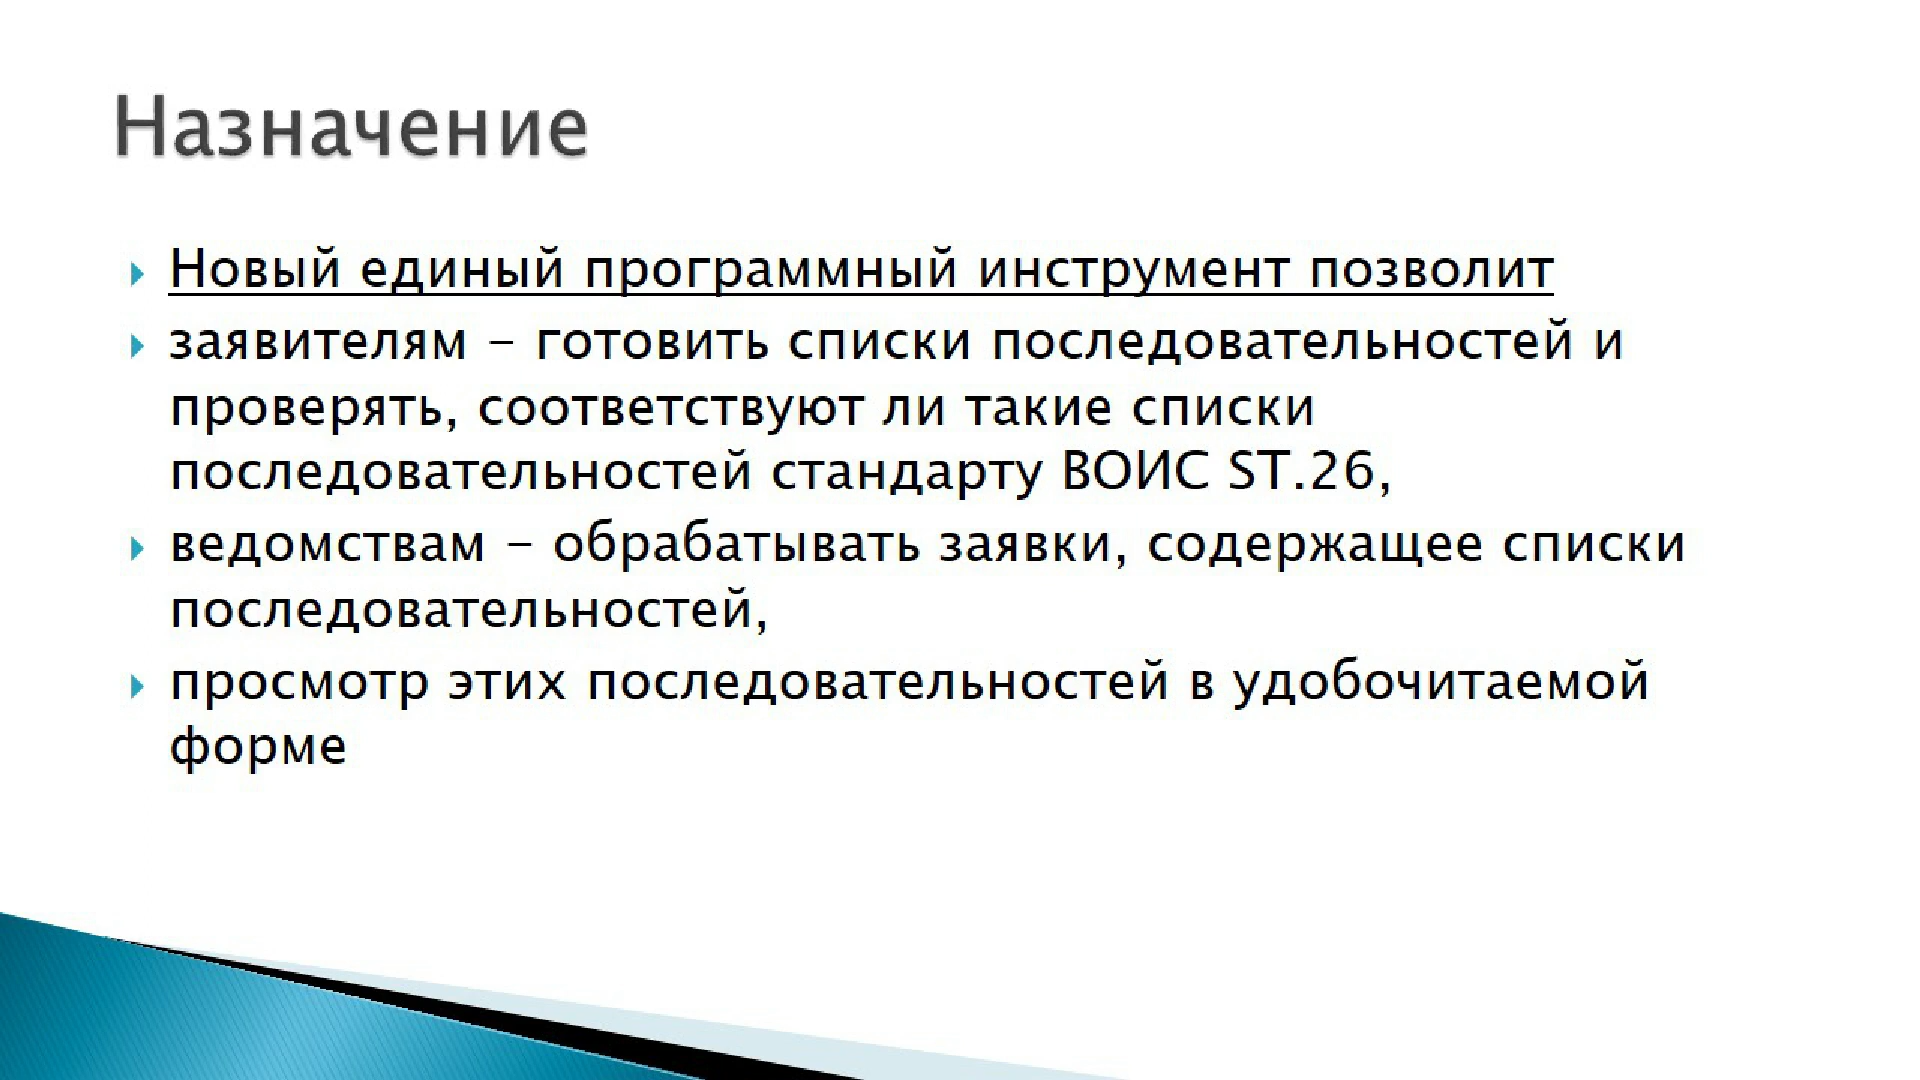 Назначение
Новый единый программный инструмент позволит
заявителям – готовить списки последовательностей и
проверять, соответствуют ли такие списки
последовательностей стандарту ВОИС ST.26,
ведомствам – обрабатывать заявки, содержащее списки
последовательностей,
просмотр этих последовательностей в удобочитаемой
форме